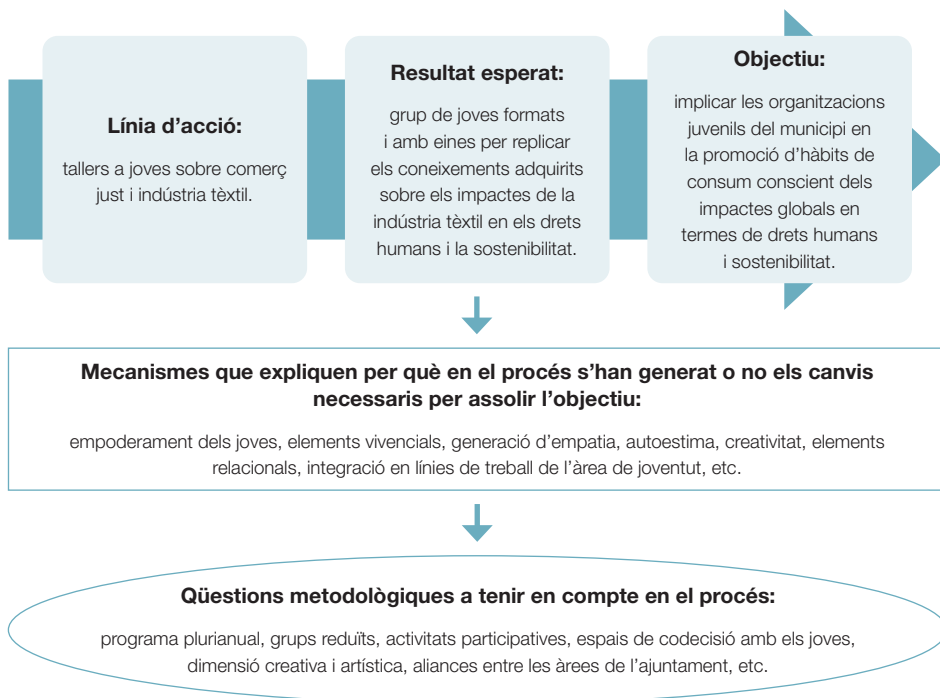 Línia d’acció:
tallers a joves sobre comerç
just i indústria tèxtil.
Resultat esperat:
grup de joves formats
i amb eines per replicar
els coneixements adquirits
sobre els impactes de la
indústria tèxtil en els drets
humans i la sostenibilitat.
Objectiu:
implicar les organitzacions
juvenils del municipi en
la promoció d’hàbits de
consum conscient dels
impactes globals en
termes de drets humans
i sostenibilitat.
Mecanismes que expliquen per què en el procés s’han generat o no els canvis
necessaris per assolir l’objectiu:
empoderament dels joves, elements vivencials, generació d’empatia, autoestima, creativitat, elements
relacionals, integració en línies de treball de l’àrea de joventut, etc.
Qüestions metodològiques a tenir en compte en el procés:
programa plurianual, grups reduïts, activitats participatives, espais de codecisió amb els joves,
dimensió creativa i artística, aliances entre les àrees de l’ajuntament, etc.